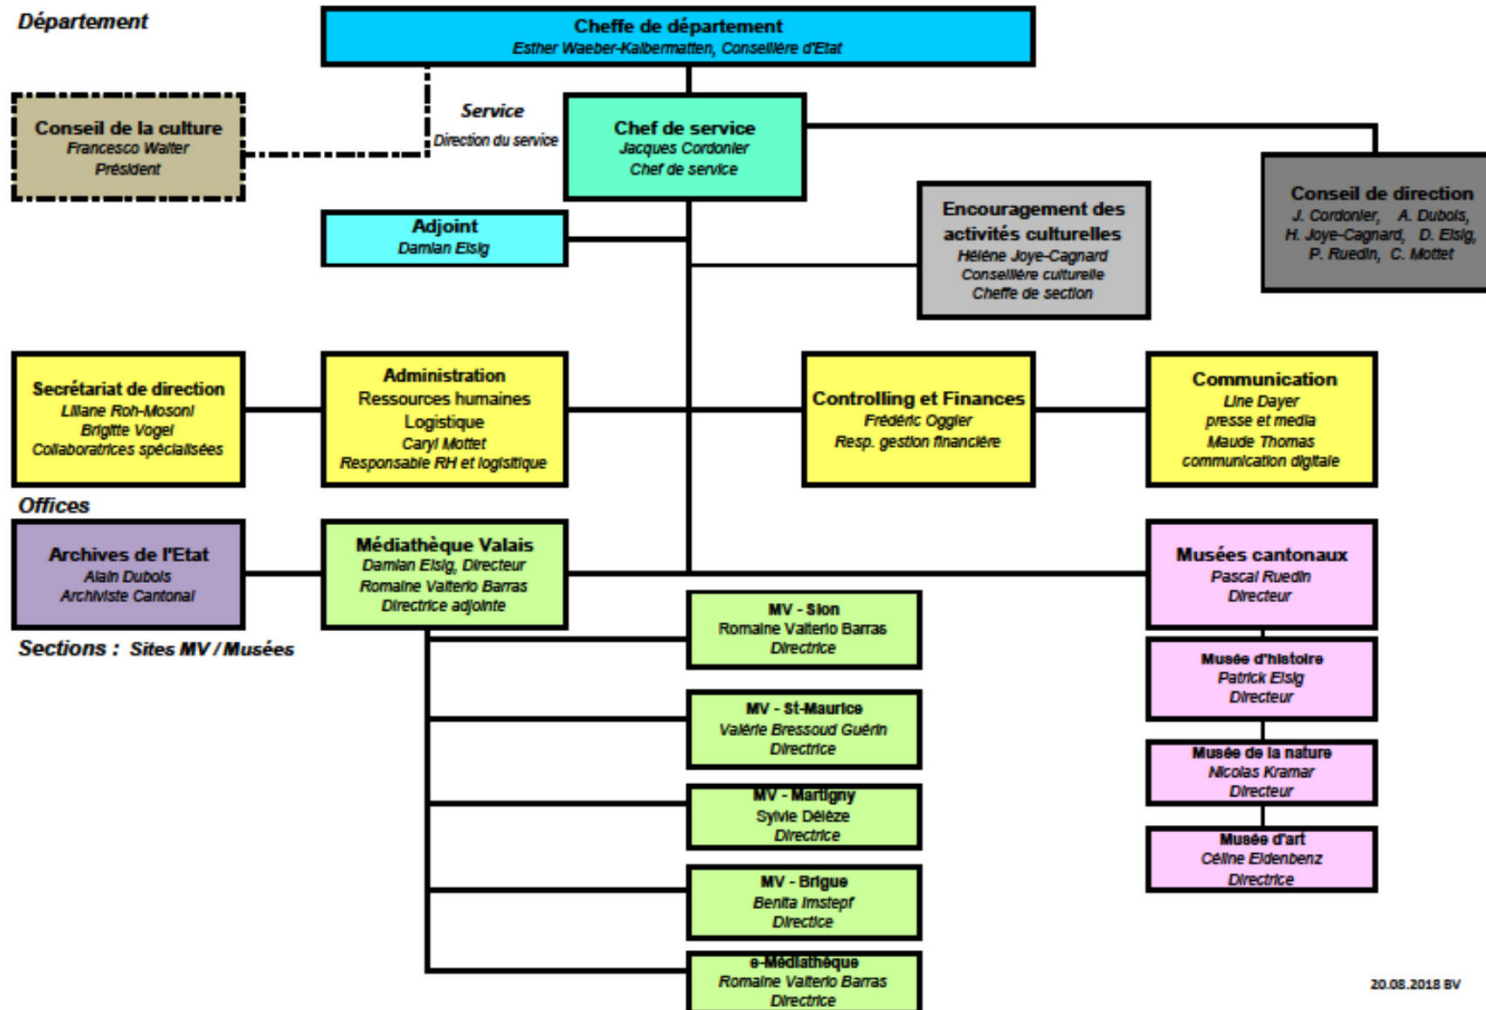 Département
Cheffe de département
Esther Waeber-Kalbermatten, Conseillère d'Etat
Conseil de la culture
Francesco Walter
Président
Service
Direction du service
Chef de service
Jacques Cordonier
Chef de service
Adjoint
Damian Elsig
Encouragement des
activités culturelles
Hélène Joye-Cagnard
Conseillère culturelle
Cheffe de section
Conseil de direction
J. Cordonier, A. Dubois,
H. Joye-Cagnard, D. Elsig,
P. Ruedin, C. Mottet
Secrétariat de direction
Liliane Roh-Mosoni
Brigitte Vogel
Collaboratrices spécialisées
Administration
Ressources humaines
Logistique
Caryl Mottet
Responsable RH et logisitique
Controlling et Finances
Frédéric Oggier
Resp. gestion financière
Communication
Line Dayer
presse et media
Maude Thomas
communication digitale
Offices
Archives de l'Etat
Alain Dubois
Archiviste Cantonal
Médiathèque Valais
Damian Elsig, Directeur
Romaine Valterio Barras
Directrice adjointe
Musées cantonaux
Pascal Ruedin
Directeur
Sections : Sites MV / Musées
MV - Sion
Romaine Valterio Barras
Directrice
MV - St-Maurice
Valérie Bressoud Guérin
Directrice
MV - Martigny
Sylvie Délèze
Directrice
MV - Brigue
Benita Imstepf
Directice
e-Médiathèque
Romaine Valterio Barras
Directrice
Musée d'histoire
Patrick Elsig
Directeur
Musée de la nature
Nicolas Kramar
Directeur
Musée d'art
Céline Eidenbenz
Directrice
20.08.2018 BV